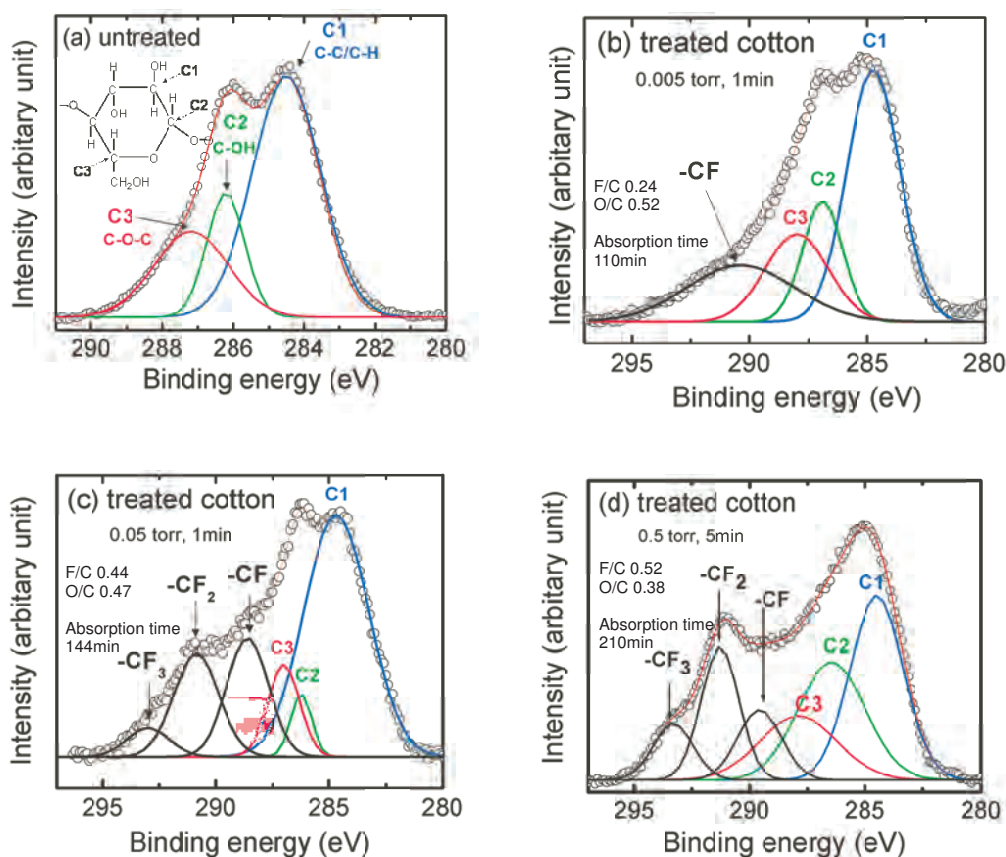 (a) untreated
C1
C-C/C-H
H
OH
C1
H
H
C2
OH
H
H
O
O
C3
H
O
CH2OH
C2
C-OH
C3
C-O-C
Intensity (arbitary unit)
290 288 286 284 282 280
Binding energy (eV)
(b) treated cotton
0.005 torr, 1min
C1
-CF
C2
C3
F/C 0.24
O/C 0.52
Absorption time
110min
Intensity (arbitary unit)
295 290 285 280
Binding energy (eV)
(c) treated cotton
0.05 torr, 1min
C1
F/C 0.44
O/C 0.47
-CF
-CF2
Absorption time
144min
-CF3
C3
C2
Intensity (arbitary unit)
295 290 285 280
Binding energy (eV)
(d) treated cotton
0.5 torr, 5min
F/C 0.52
O/C 0.38
-CF2
C1
-CF
Absorption time
210min
C2
-CF3
C3
Intensity (arbitary unit)
295 290 285 280
Binding energy (eV)